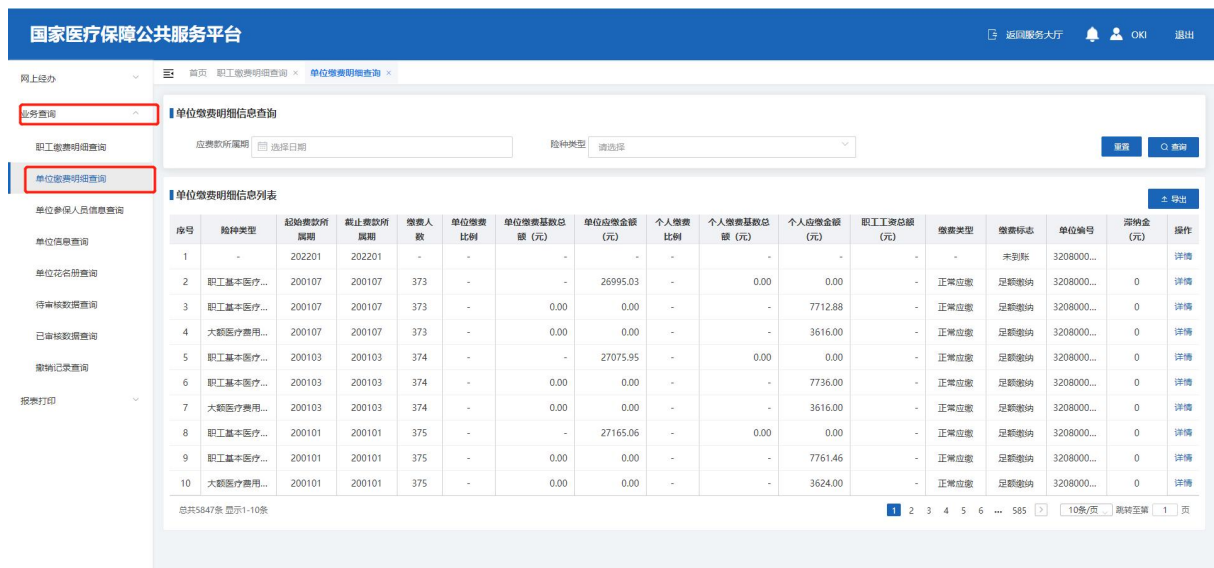 国家医疗保障公共服务平台
返回服务大厅 OKI 退出
网上经办
首页 职工缴费明细查询 × 单位缴费明细查询 ×
业务查询
职工缴费明细查询
单位缴费明细查询
单位参保人员信息查询
单位信息查询
单位花名册查询
待审核数据查询
已审核数据查询
撤销记录查询
报表打印
单位缴费明细信息查询
应费款所属期 选择日期 险种类型 请选择 重置 查询
单位缴费明细信息列表 导出
序号 险种类型 起始费款所属期 截止费款所属期 缴费人数 单位缴费比例 单位缴费基数总额（元） 单位应缴金额（元） 个人缴费比例 个人缴费基数总额（元） 个人应缴金额（元） 职工工资总额（元） 缴费类型 缴费标志 单位编号 滞纳金（元） 操作
1 - 202201 202201 - - - - - - - - - 未到账 3208000... 详情
2 职工基本医疗... 200107 200107 373 - - 26995.03 - 0.00 0.00 - 正常应缴 足额缴纳 3208000... 0 详情
3 职工基本医疗... 200107 200107 373 - 0.00 0.00 - - 7712.88 - 正常应缴 足额缴纳 3208000... 0 详情
4 大额医疗费用... 200107 200107 373 - 0.00 0.00 - - 3616.00 - 正常应缴 足额缴纳 3208000... 0 详情
5 职工基本医疗... 200103 200103 374 - - 27075.95 - 0.00 0.00 - 正常应缴 足额缴纳 3208000... 0 详情
6 职工基本医疗... 200103 200103 374 - 0.00 0.00 - - 7736.00 - 正常应缴 足额缴纳 3208000... 0 详情
7 大额医疗费用... 200103 200103 374 - 0.00 0.00 - - 3616.00 - 正常应缴 足额缴纳 3208000... 0 详情
8 职工基本医疗... 200101 200101 375 - - 27165.06 - 0.00 0.00 - 正常应缴 足额缴纳 3208000... 0 详情
9 职工基本医疗... 200101 200101 375 - 0.00 0.00 - - 7761.46 - 正常应缴 足额缴纳 3208000... 0 详情
10 大额医疗费用... 200101 200101 375 - 0.00 0.00 - - 3624.00 - 正常应缴 足额缴纳 3208000... 0 详情
总共5847条 显示1-10条 1 2 3 4 5 6 ... 585 > 10条/页 跳转至第 1 页